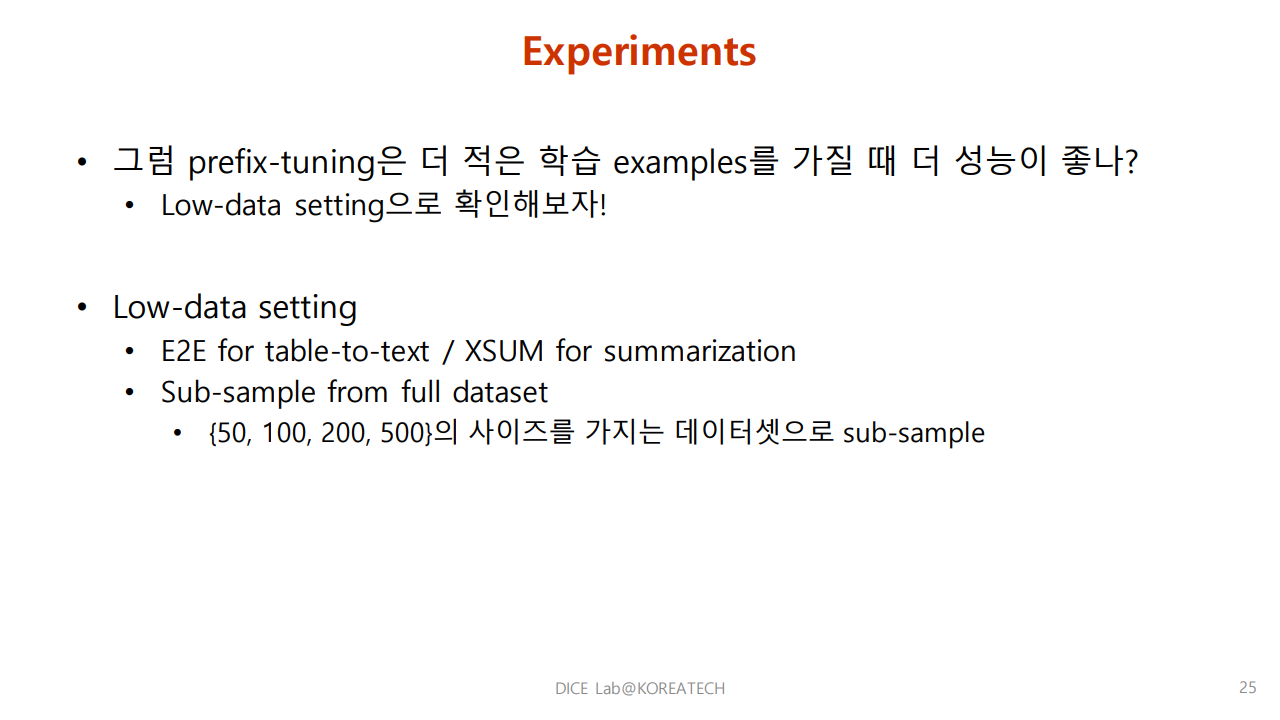 Experiments
• 그럼 prefix-tuning은 더 적은 학습 examples를 가질 때 더 성능이 좋나?
• Low-data setting으로 확인해보자!
• Low-data setting
• E2E for table-to-text / XSUM for summarization
• Sub-sample from full dataset
• {50, 100, 200, 500}의 사이즈를 가지는 데이터셋으로 sub-sample
DICE Lab@KOREATECH
25